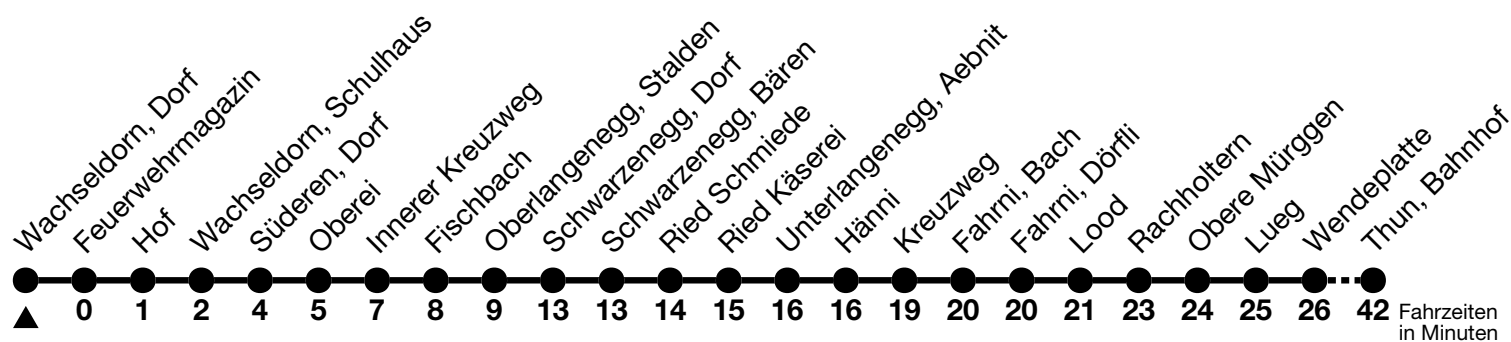 Wachseldorn, Dorf
Feuerwehrmagazin
Hof
Wachseldorn, Schulhaus
Süderen, Dorf
Oberei
Innerer Kreuzweg
Fischbach
Oberlangenegg, Stalden
Schwarzenegg, Dorf
Schwarzenegg, Bären
Ried Schmiede
Ried Käserei
Unterlangenegg, Aebnit
Hänni
Kreuzweg
Fahrni, Bach
Fahrni, Dörfli
Lood
Rachholtern
Obere Mürggen
Lueg
Wendeplatte
Thun, Bahnhof
0 1 2 4 5 7 8 9 13 13 14 15 16 16 19 20 20 21 23 24 25 26 42
Fahrzeiten
in Minuten